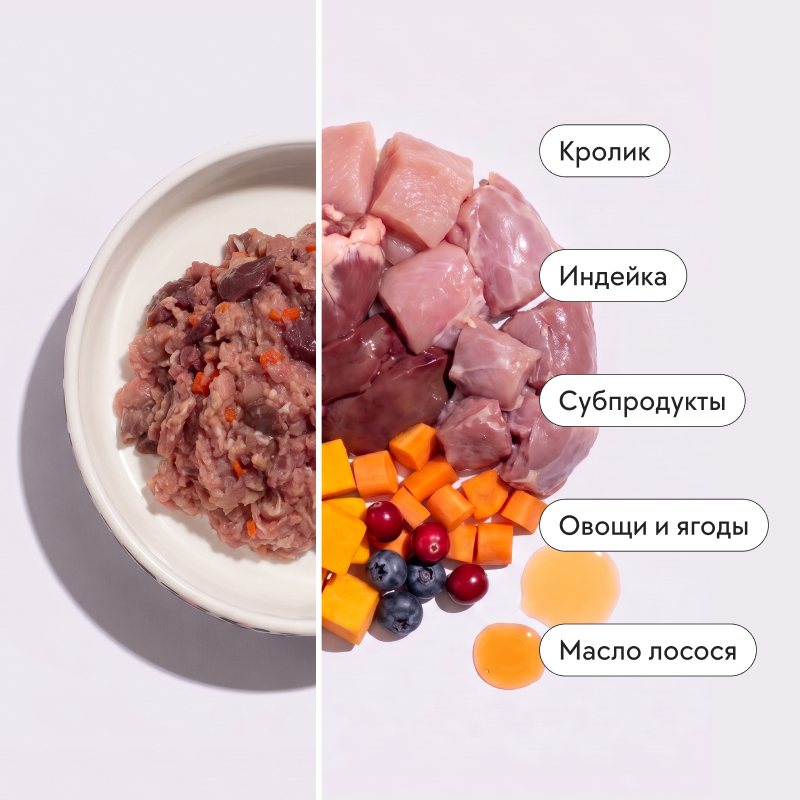 Кролик
Индейка
Субпродукты
Овощи и ягоды
Масло лосося